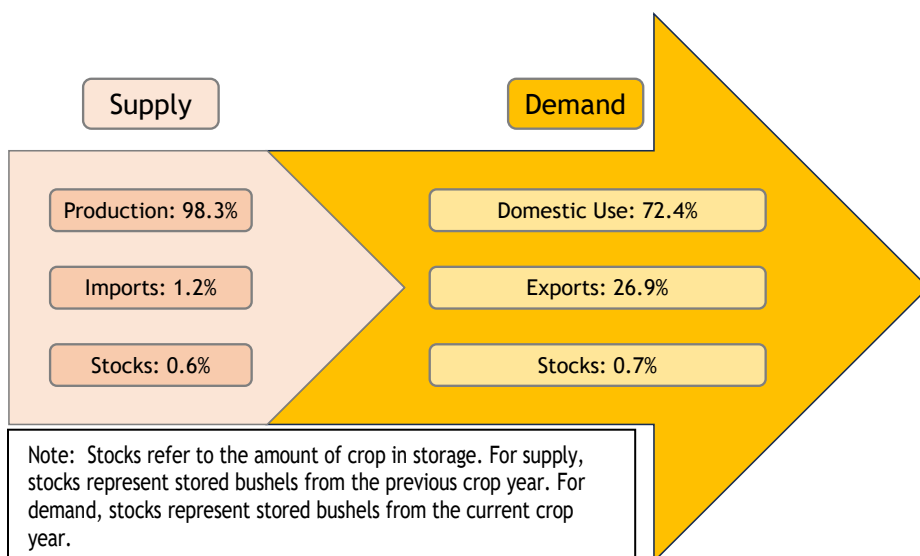 Supply
Demand
Production: 98.3%
Domestic Use: 72.4%
Imports: 1.2%
Exports: 26.9%
Stocks: 0.6%
Stocks: 0.7%
Note:  Stocks refer to the amount of crop in storage. For supply,
stocks represent stored bushels from the previous crop year. For
demand, stocks represent stored bushels from the current crop
year.